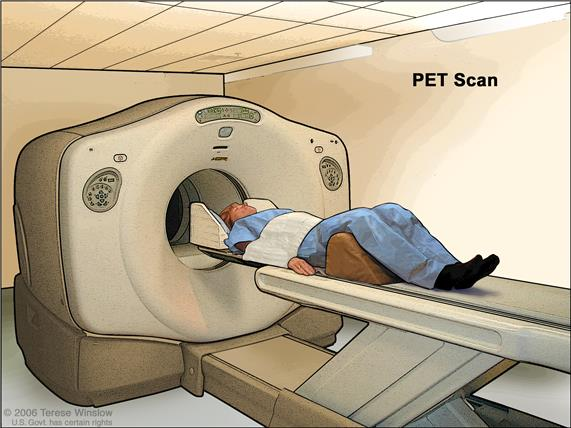 PET Scan
© 2006 Terese Winslow
U.S. Govt. has certain rights